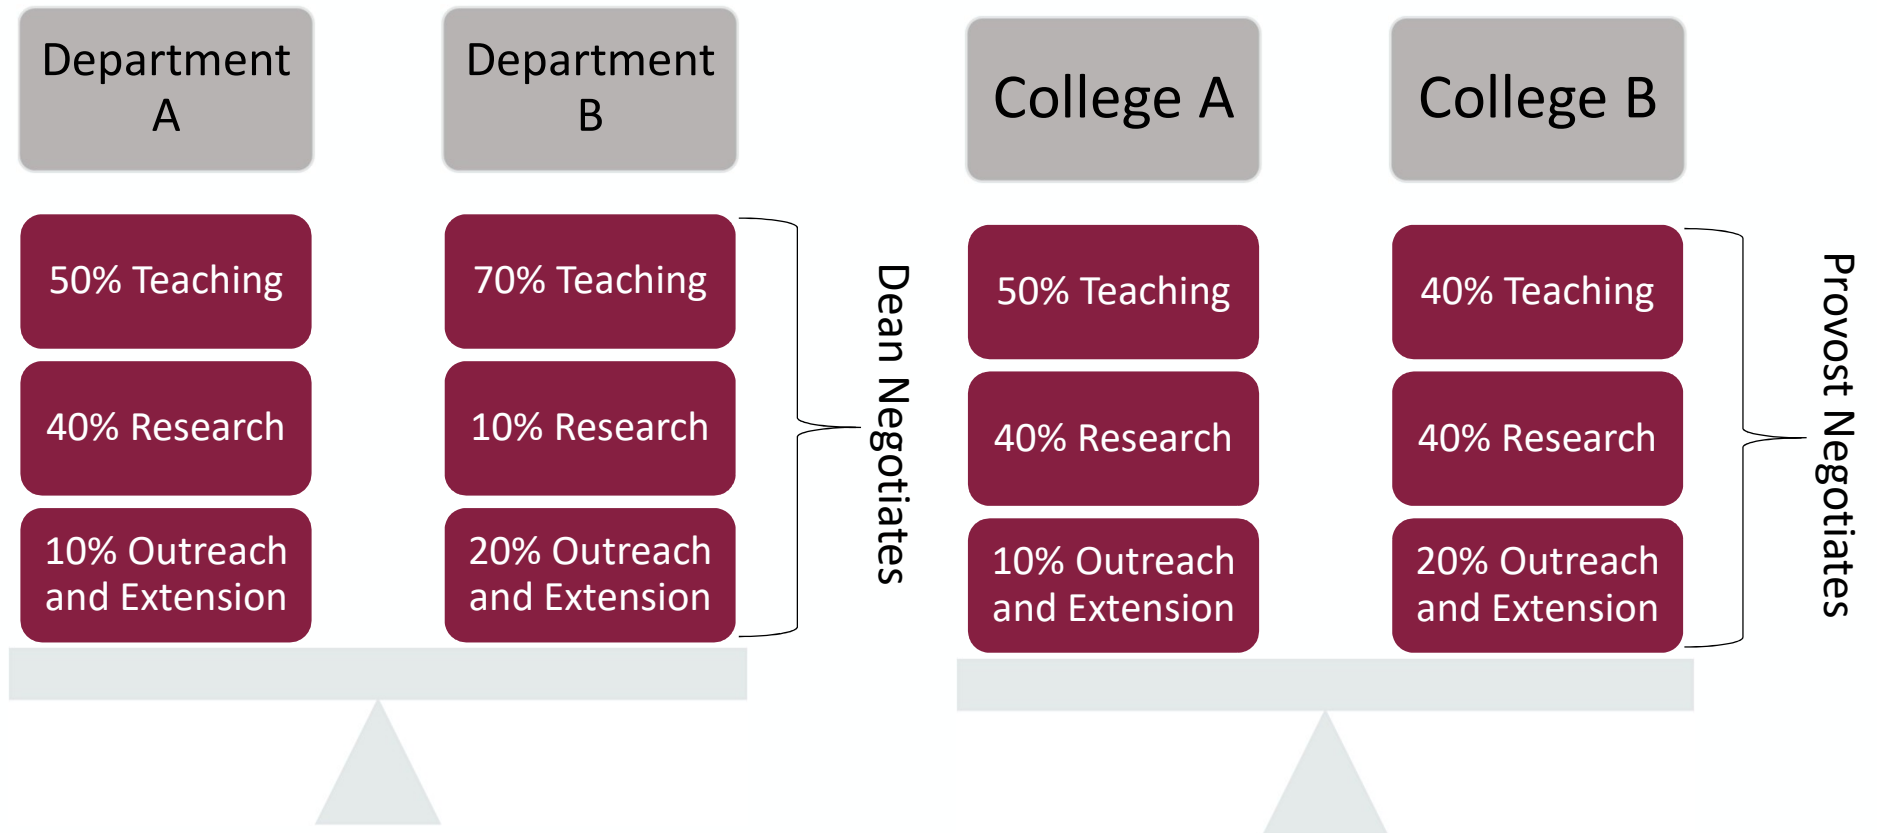 Department
A
50% Teaching
40% Research
10% Outreach
and Extension
Department
B
70% Teaching
10% Research
20% Outreach
and Extension
Dean Negotiates
College A
50% Teaching
40% Research
10% Outreach
and Extension
College B
40% Teaching
40% Research
20% Outreach
and Extension
Provost Negotiates